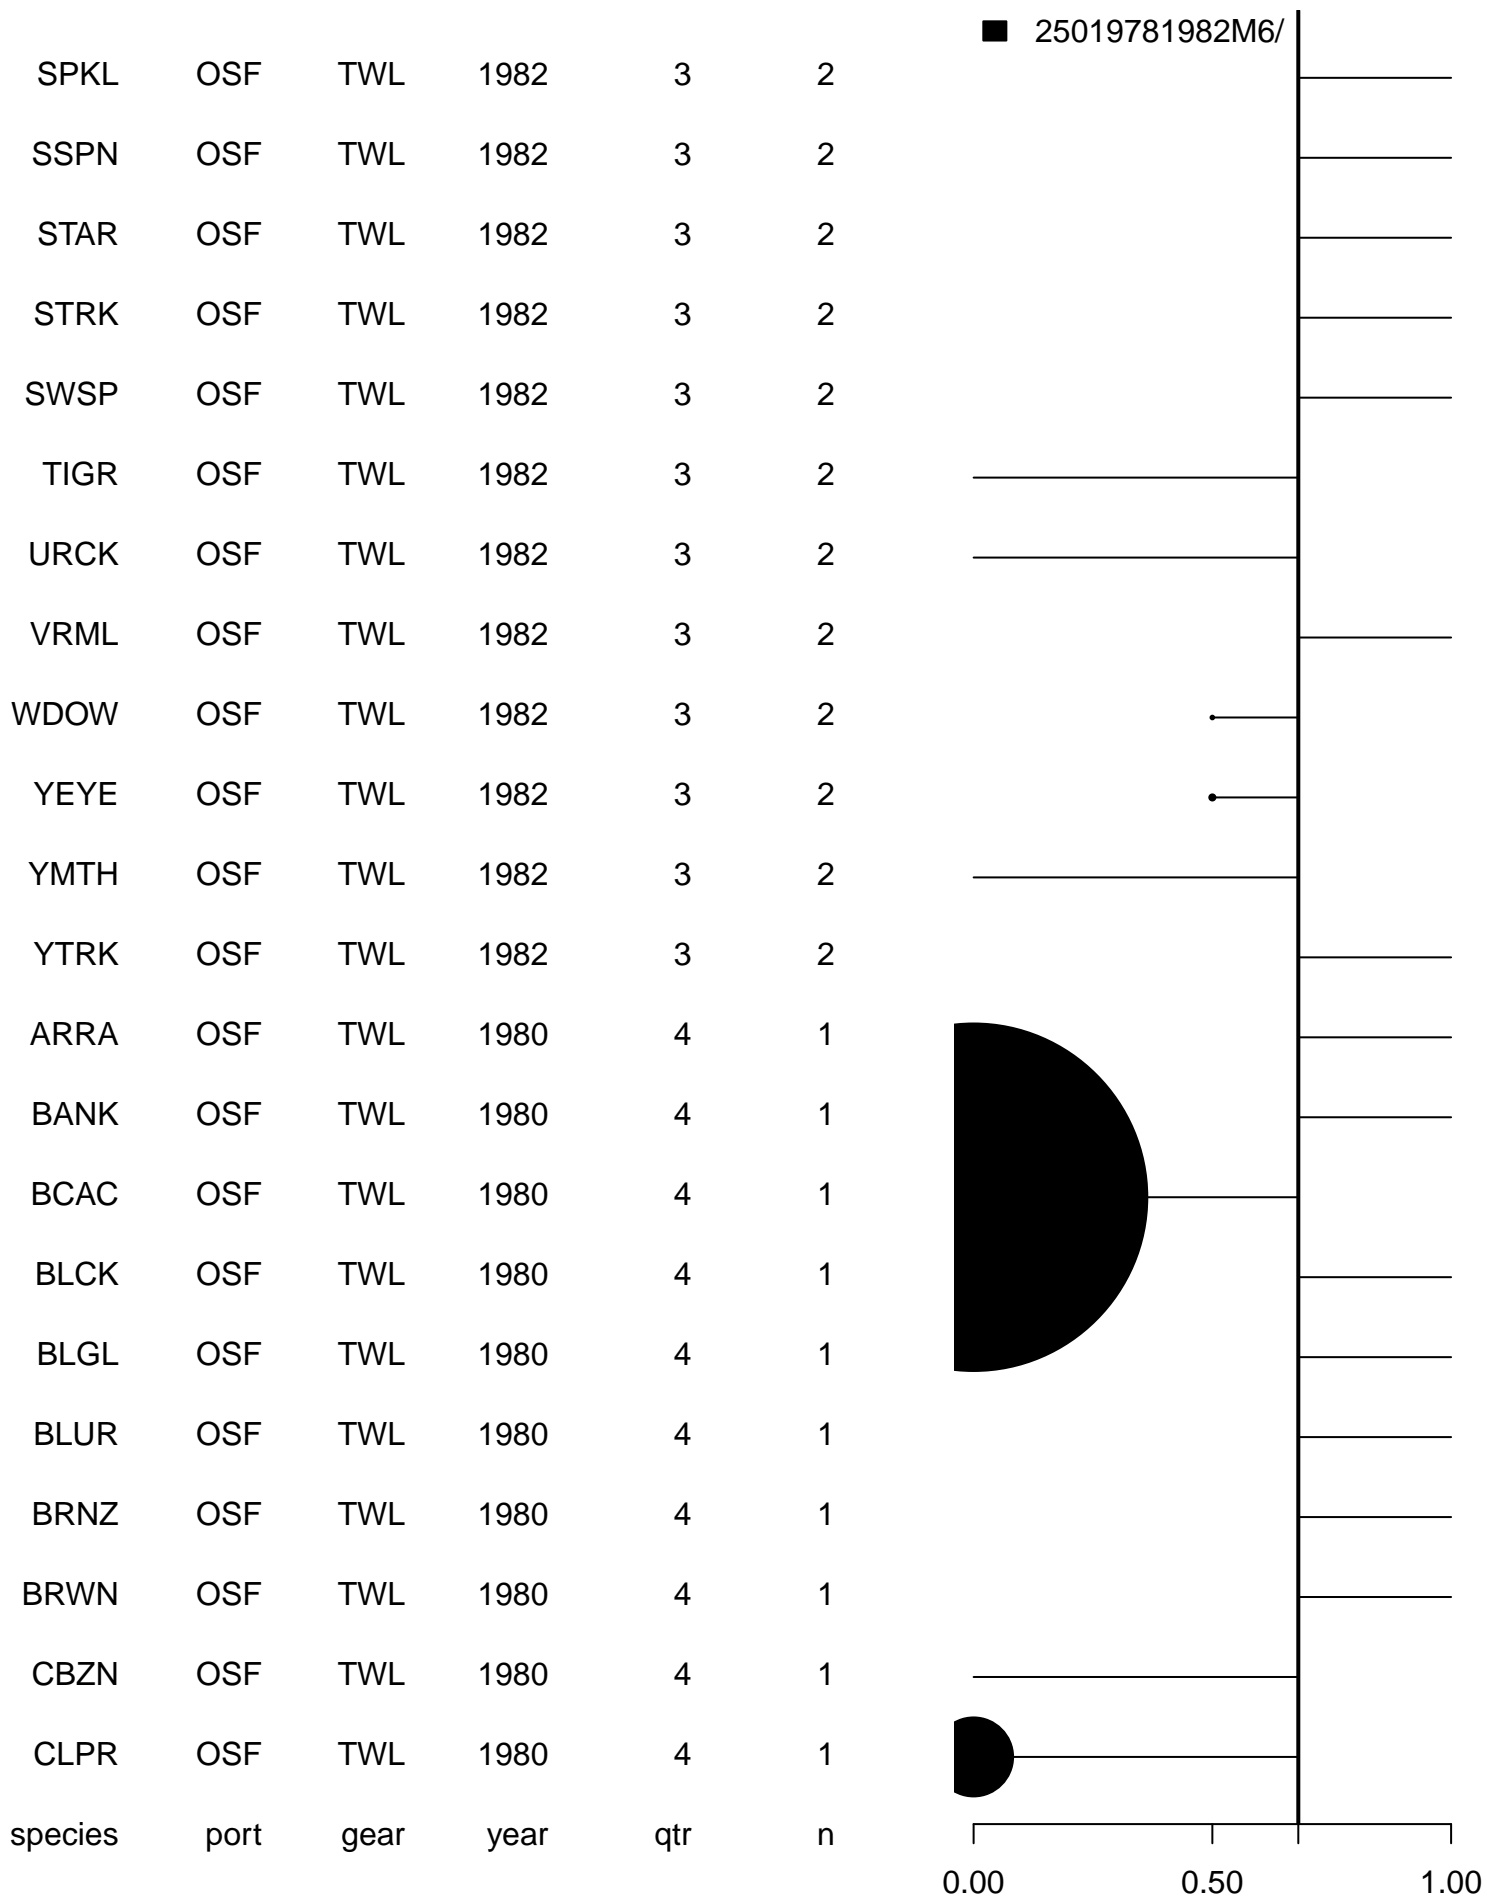 25019781982M6/
SPKL OSF TWL 1982 3 2
SSPN OSF TWL 1982 3 2
STAR OSF TWL 1982 3 2
STRK OSF TWL 1982 3 2
SWSP OSF TWL 1982 3 2
TIGR OSF TWL 1982 3 2
URCK OSF TWL 1982 3 2
VRML OSF TWL 1982 3 2
WDOW OSF TWL 1982 3 2
YEYE OSF TWL 1982 3 2
YMTH OSF TWL 1982 3 2
YTRK OSF TWL 1982 3 2
ARRA OSF TWL 1980 4 1
BANK OSF TWL 1980 4 1
BCAC OSF TWL 1980 4 1
BLCK OSF TWL 1980 4 1
BLGL OSF TWL 1980 4 1
BLUR OSF TWL 1980 4 1
BRNZ OSF TWL 1980 4 1
BRWN OSF TWL 1980 4 1
CBZN OSF TWL 1980 4 1
CLPR OSF TWL 1980 4 1
species port gear year qtr n
0.00 0.50 1.00